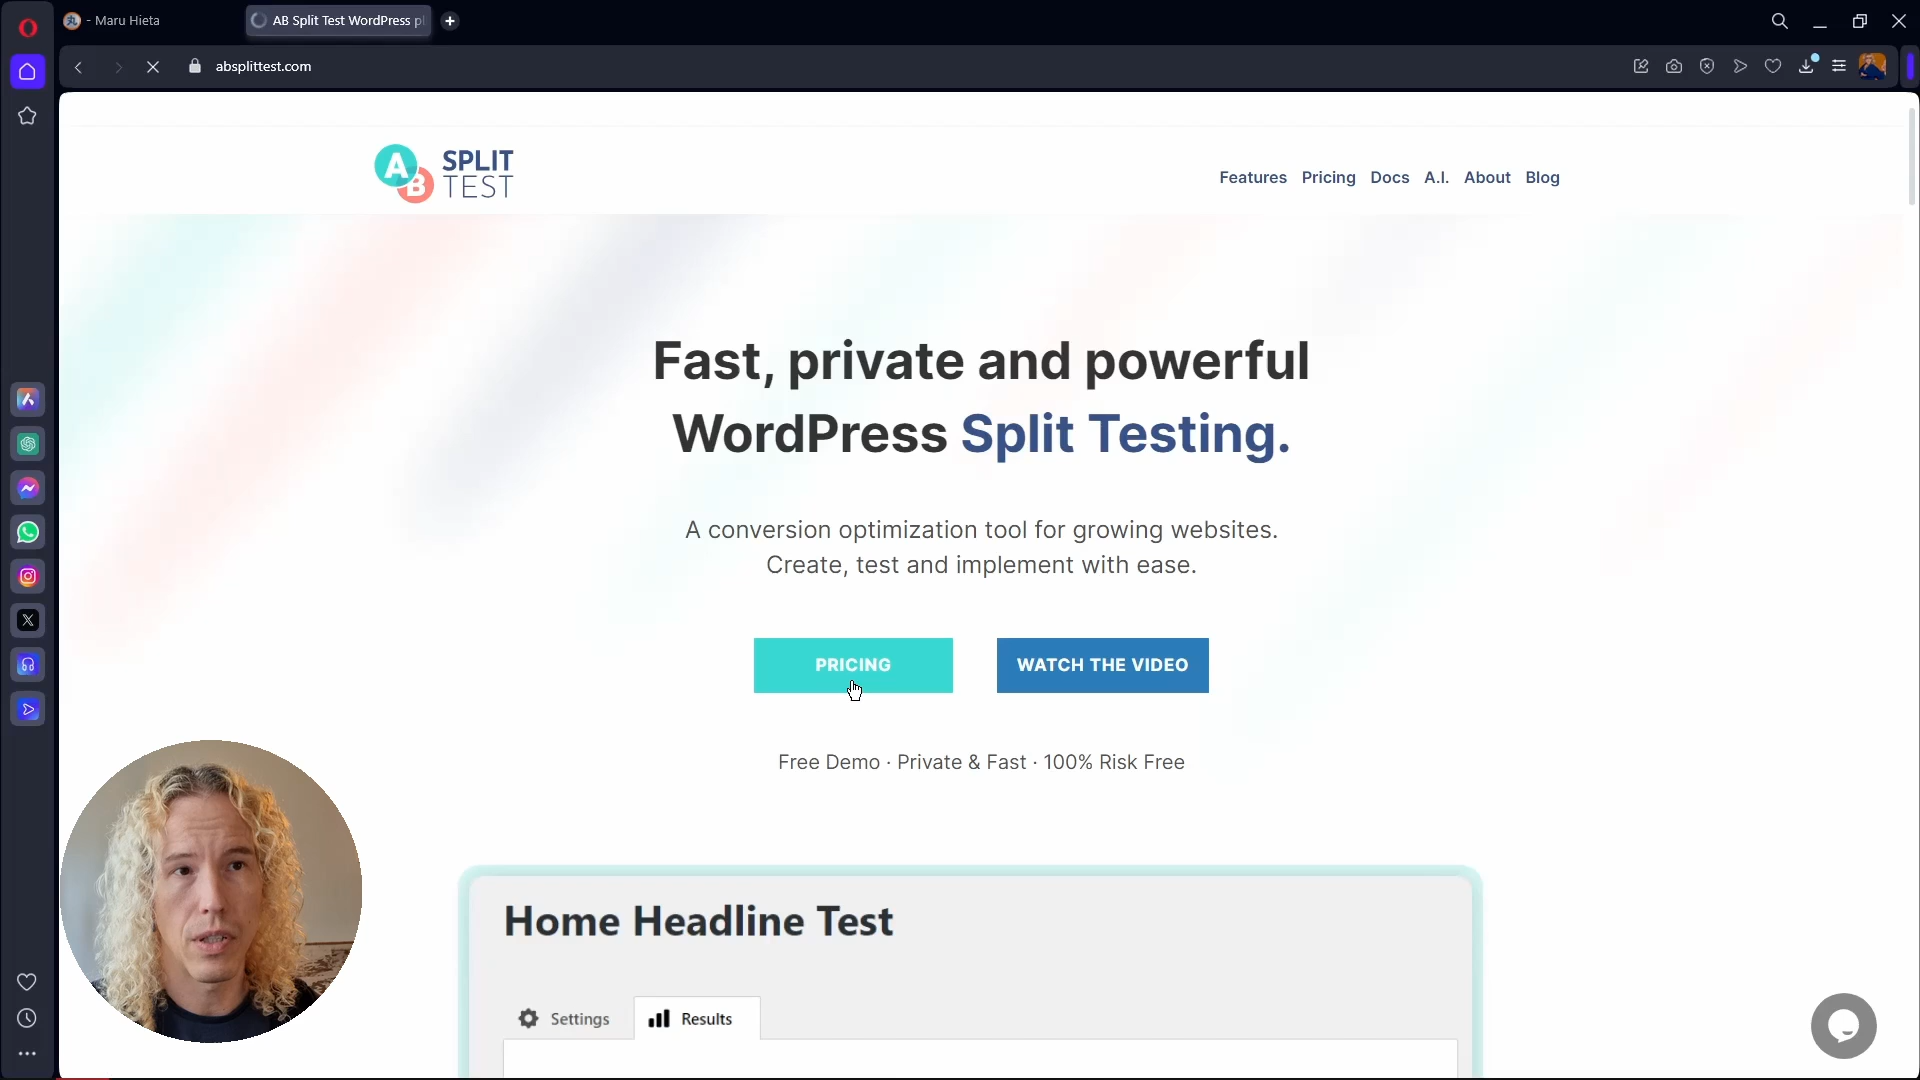 - Maru Hieta
AB Split Test WordPress pl
absplittest.com
AB SPLIT
TEST
Features Pricing Docs A.I. About Blog
Fast, private and powerful
WordPress Split Testing.
A conversion optimization tool for growing websites.
Create, test and implement with ease.
PRICING
WATCH THE VIDEO
Free Demo · Private & Fast · 100% Risk Free
Home Headline Test
Settings
Results